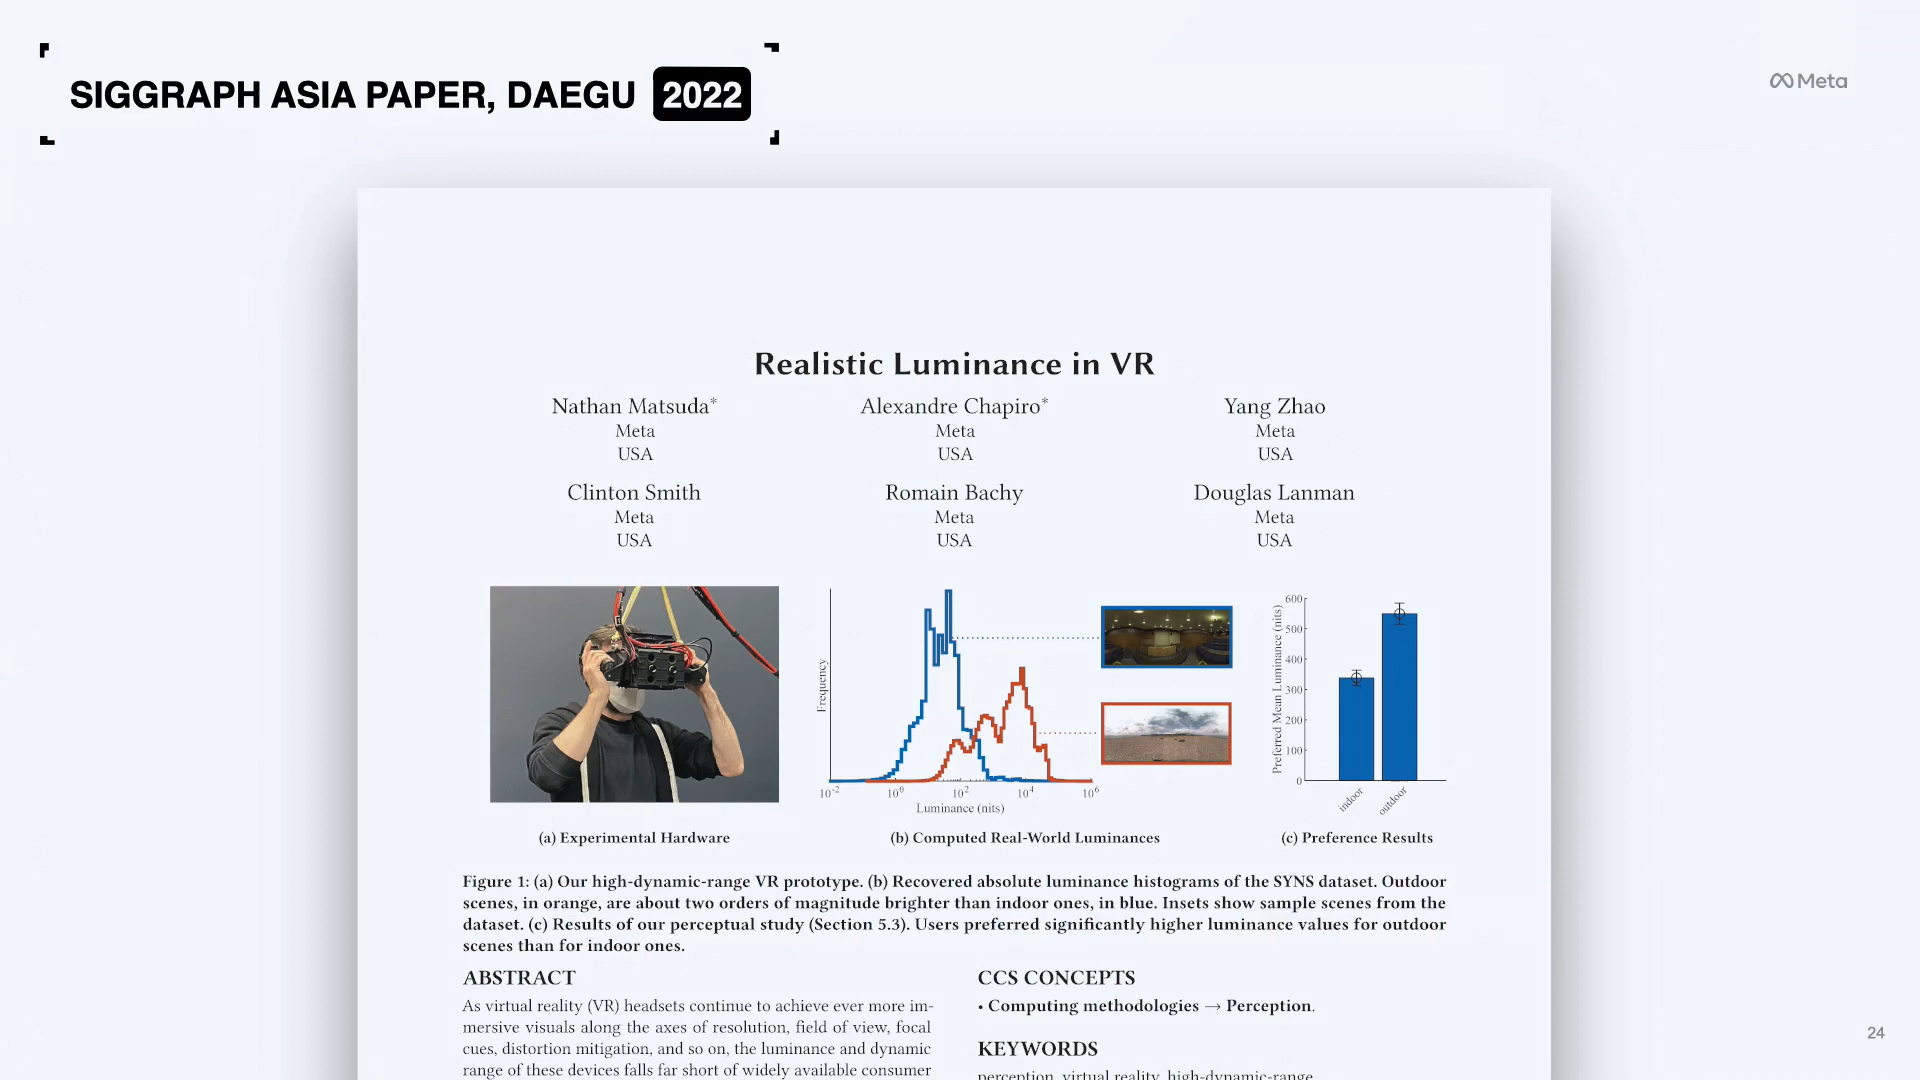 SIGGRAPH ASIA PAPER, DAEGU 2022
Meta
Realistic Luminance in VR
Nathan Matsuda*
Meta
USA
Alexandre Chapiro*
Meta
USA
Yang Zhao
Meta
USA
Clinton Smith
Meta
USA
Romain Bachy
Meta
USA
Douglas Lanman
Meta
USA
(a) Experimental Hardware
Frequency
10⁻²
10⁰
10²
10⁴
10⁶
Luminance (nits)
(b) Computed Real-World Luminances
Preferred Mean Luminance (nits)
600
500
400
300
200
100
0
indoor
outdoor
(c) Preference Results
Figure 1: (a) Our high-dynamic-range VR prototype. (b) Recovered absolute luminance histograms of the SYNS dataset. Outdoor
scenes, in orange, are about two orders of magnitude brighter than indoor ones, in blue. Insets show sample scenes from the
dataset. (c) Results of our perceptual study (Section 5.3). Users preferred significantly higher luminance values for outdoor
scenes than for indoor ones.
ABSTRACT
As virtual reality (VR) headsets continue to achieve ever more im-
mersive visuals along the axes of resolution, field of view, focal
cues, distortion mitigation, and so on, the luminance and dynamic
range of these devices falls far short of widely available consumer
CCS CONCEPTS
• Computing methodologies → Perception.
KEYWORDS
perception, virtual reality, high-dynamic-range
24